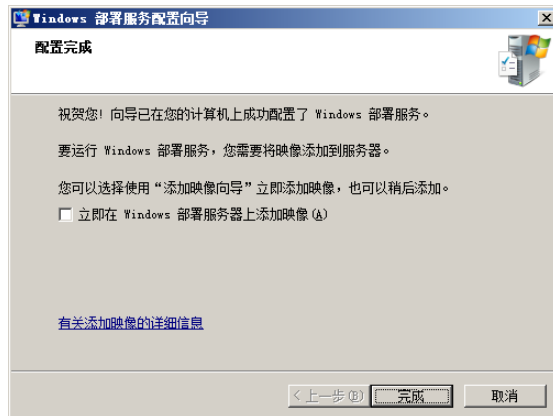 Windows 部署服务配置向导
配置完成
祝贺您! 向导已在您的计算机上成功配置了 Windows 部署服务。
要运行 Windows 部署服务，您需要将映像添加到服务器。
您可以选择使用“添加映像向导”立即添加映像，也可以稍后添加。
立即在 Windows 部署服务器上添加映像(A)
有关添加映像的详细信息
< 上一步(B) 完成 取消